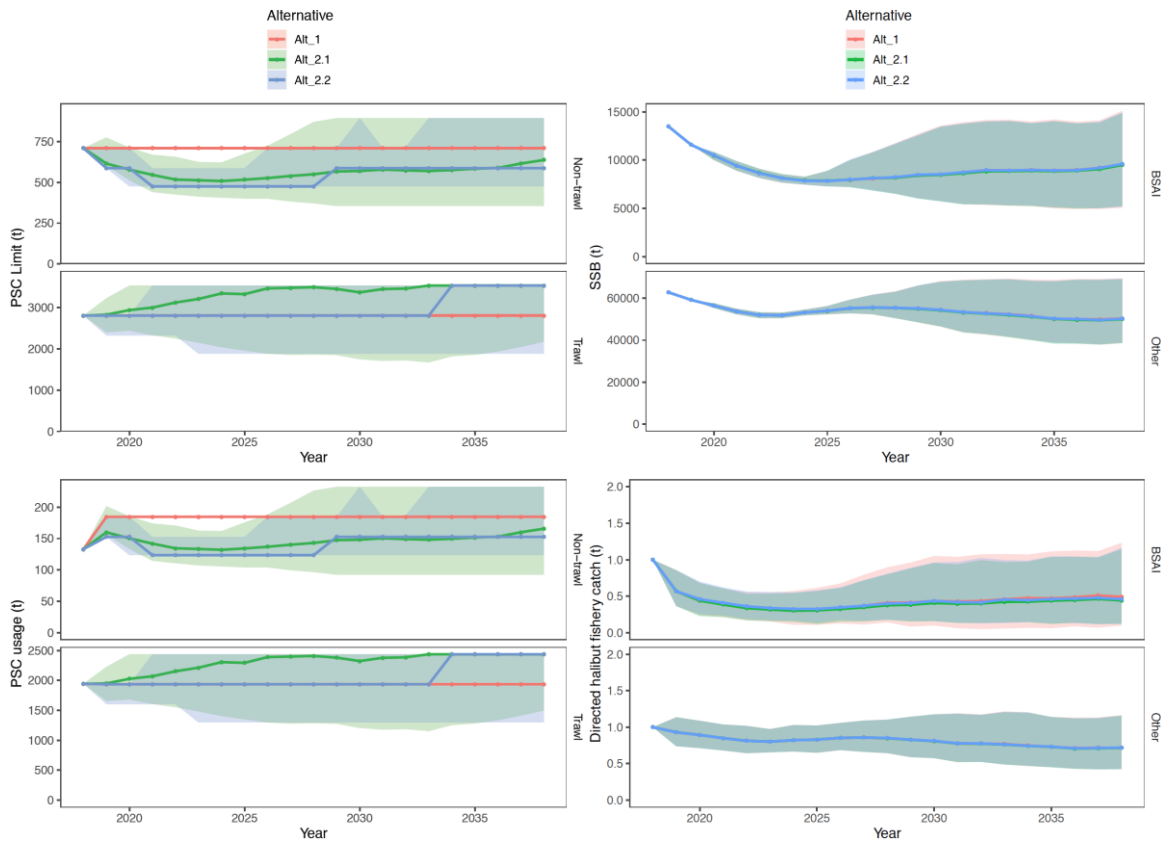 Alternative
Alt_1
Alt_2.1
Alt_2.2
PSC Limit (t)
750
500
250
0
Non-trawl
3000
2000
1000
0
Trawl
2020
2025
2030
2035
Year
Alternative
Alt_1
Alt_2.1
Alt_2.2
SSB (t)
15000
10000
5000
0
BSAI
60000
40000
20000
0
Other
2020
2025
2030
2035
Year
PSC usage (t)
200
150
100
50
0
Non-trawl
2500
2000
1500
1000
500
0
Trawl
2020
2025
2030
2035
Year
Directed halibut fishery catch (t)
2.0
1.5
1.0
0.5
0.0
BSAI
2.0
1.5
1.0
0.5
0.0
Other
2020
2025
2030
2035
Year